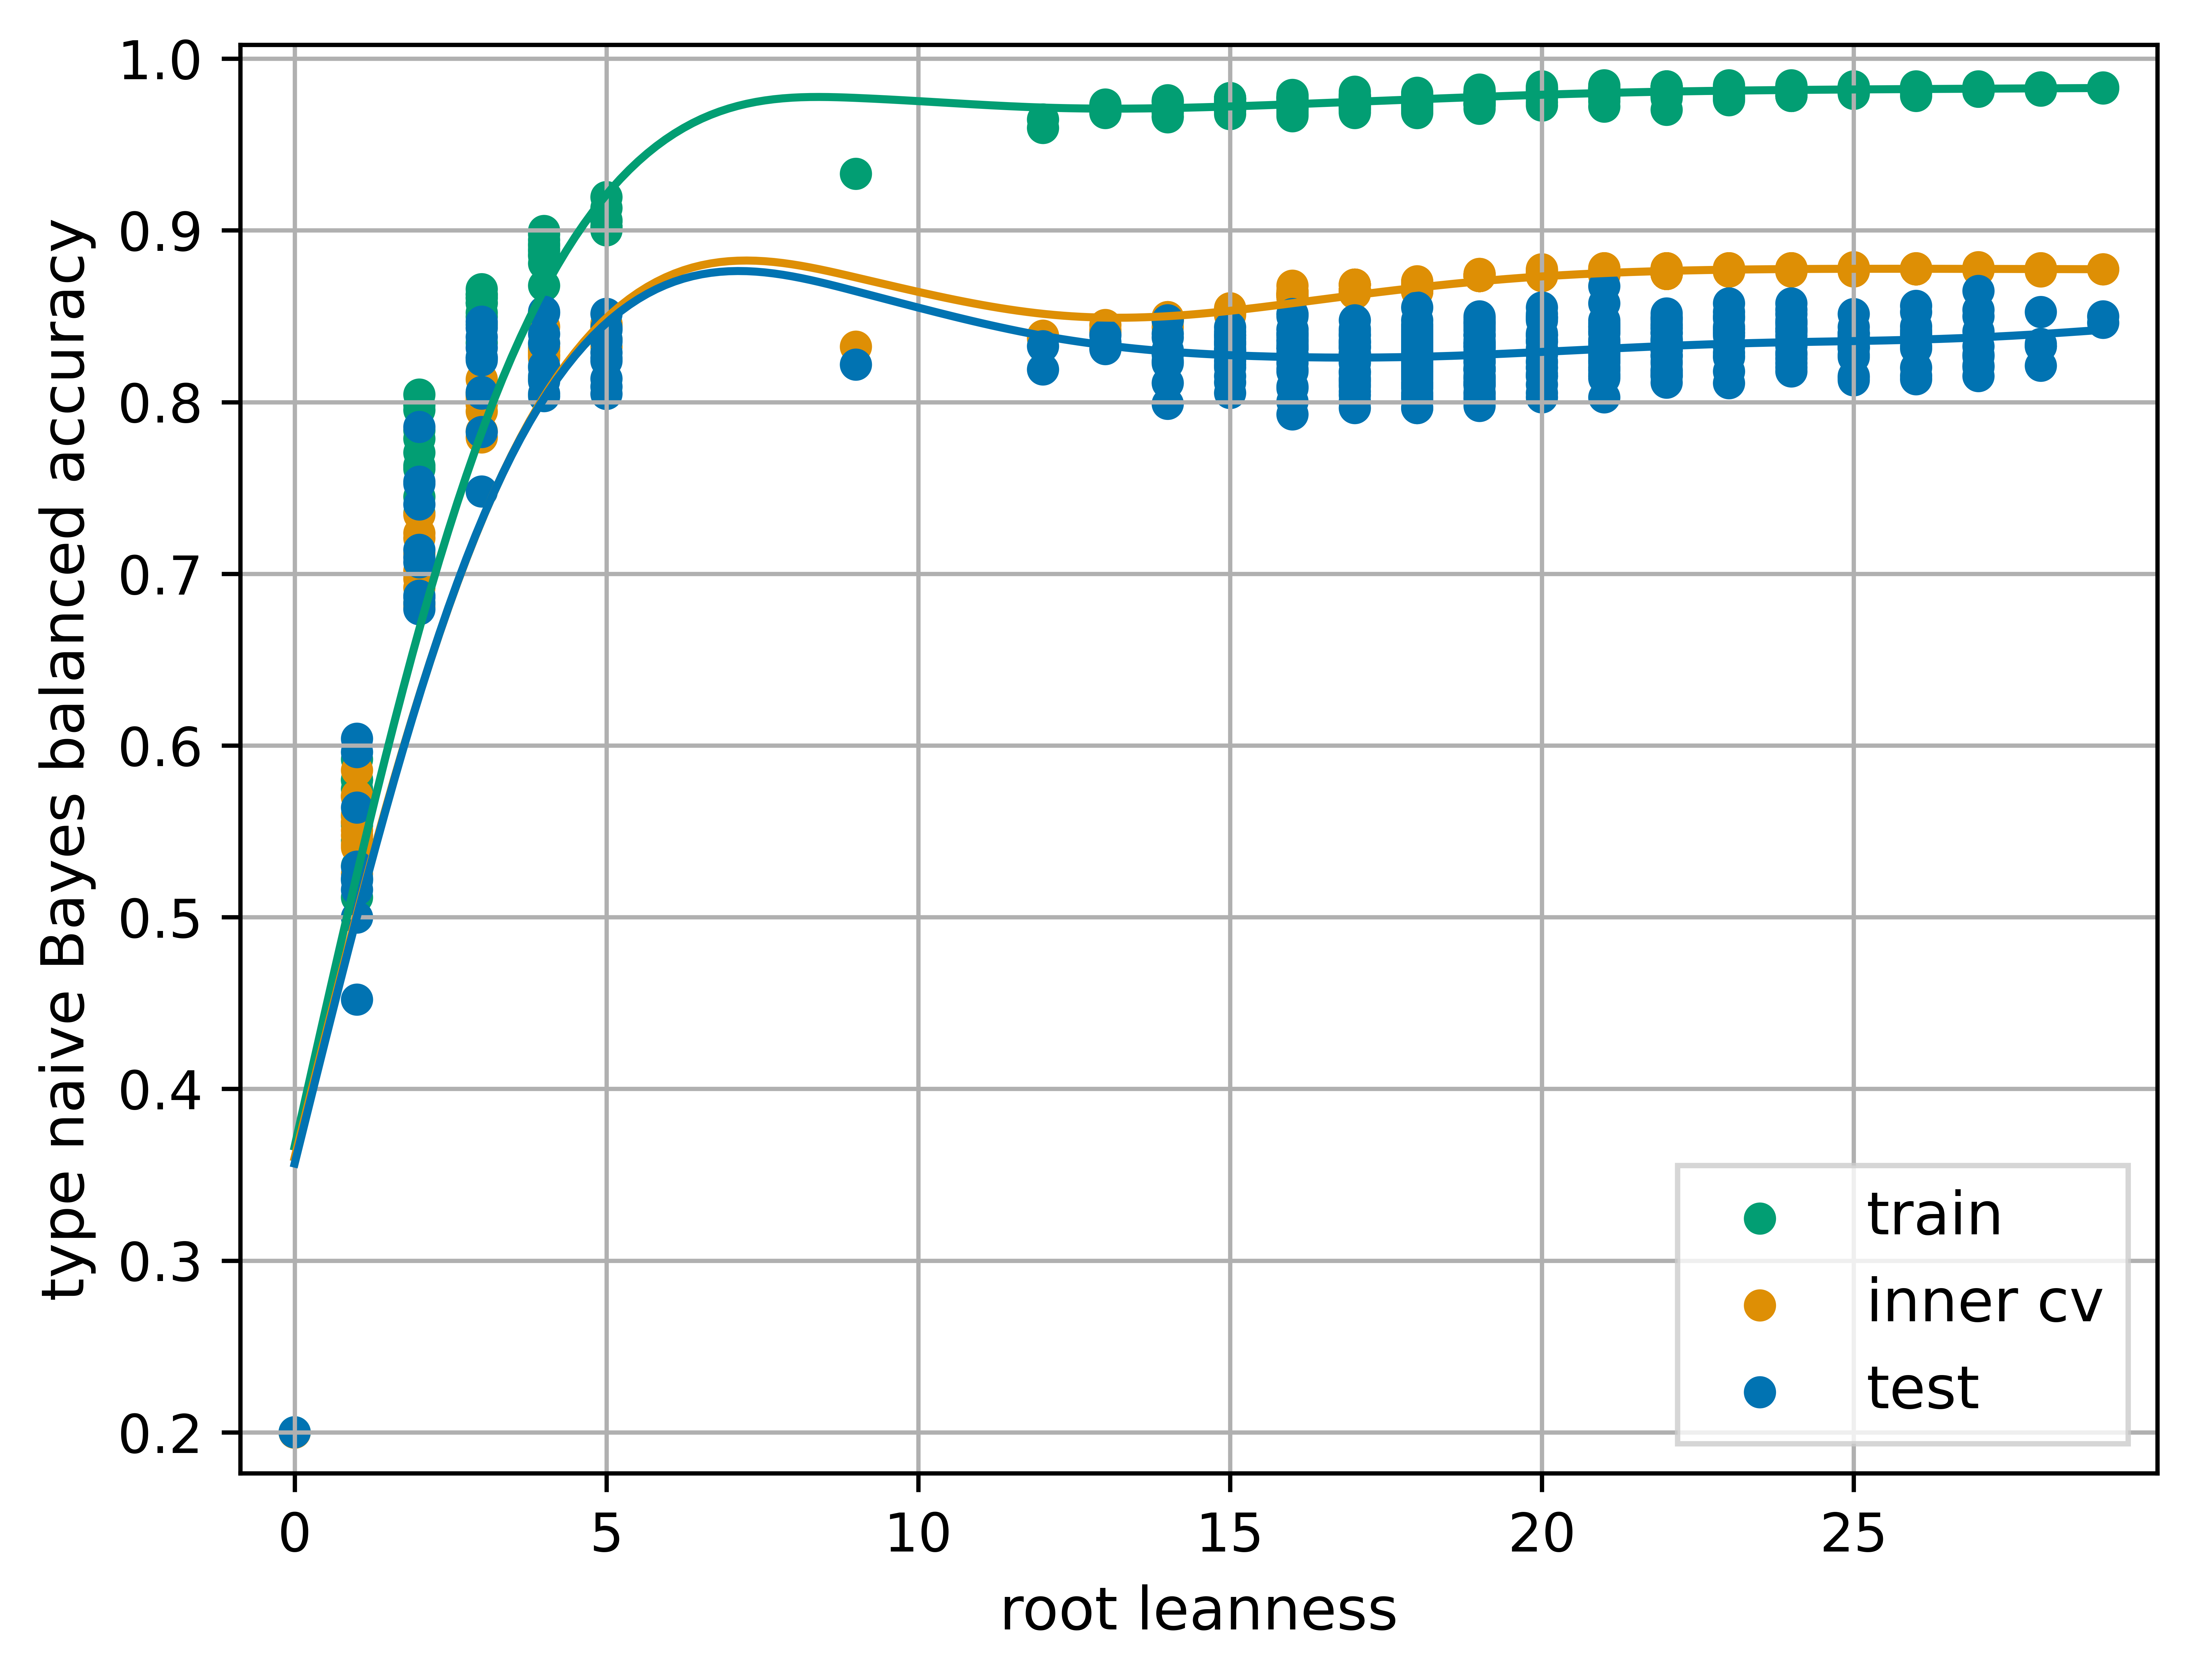 1.0
0.9
0.8
0.7
0.6
0.5
0.4
0.3
0.2
type naive Bayes balanced accuracy
train
inner cv
test
0 5 10 15 20 25
root leanness